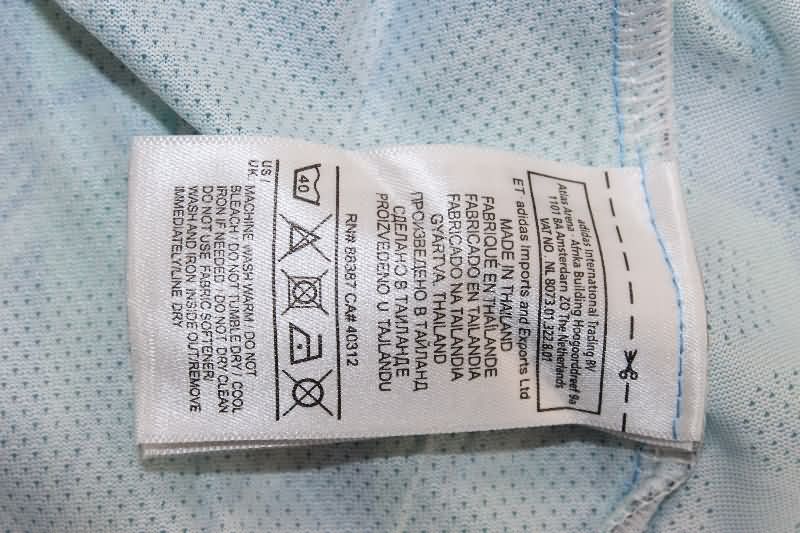 adidas International Trading BV
Atlas Arena - Afrika Building Hoogoorddreef 9a
1101 BA Amsterdam ZO The Netherlands
VAT NO . NL 8073.01.322.B.01
ET adidas Imports and Exports Ltd
MADE IN THAILAND
FABRIQUE EN THAÏLANDE
FABRICADO EN TAILANDIA
FABRICADO NA TAILANDIA
GYARTVA THAILAND
ПРОИЗВЕДЕНО В ТАЙЛАНД
СДЕЛАНО В ТАИЛАНДЕ
PROIZVEDENO U TAJLANDU
RN# 88387 CA# 40312
40
US /
UK MACHINE WASH WARM / DO NOT
BLEACH / DO NOT TUMBLE DRY / COOL
IRON IF NEEDED / DO NOT DRY CLEAN
DO NOT USE FABRIC SOFTENER/
WASH AND IRON INSIDE OUT/REMOVE
IMMEDIATELY/LINE DRY